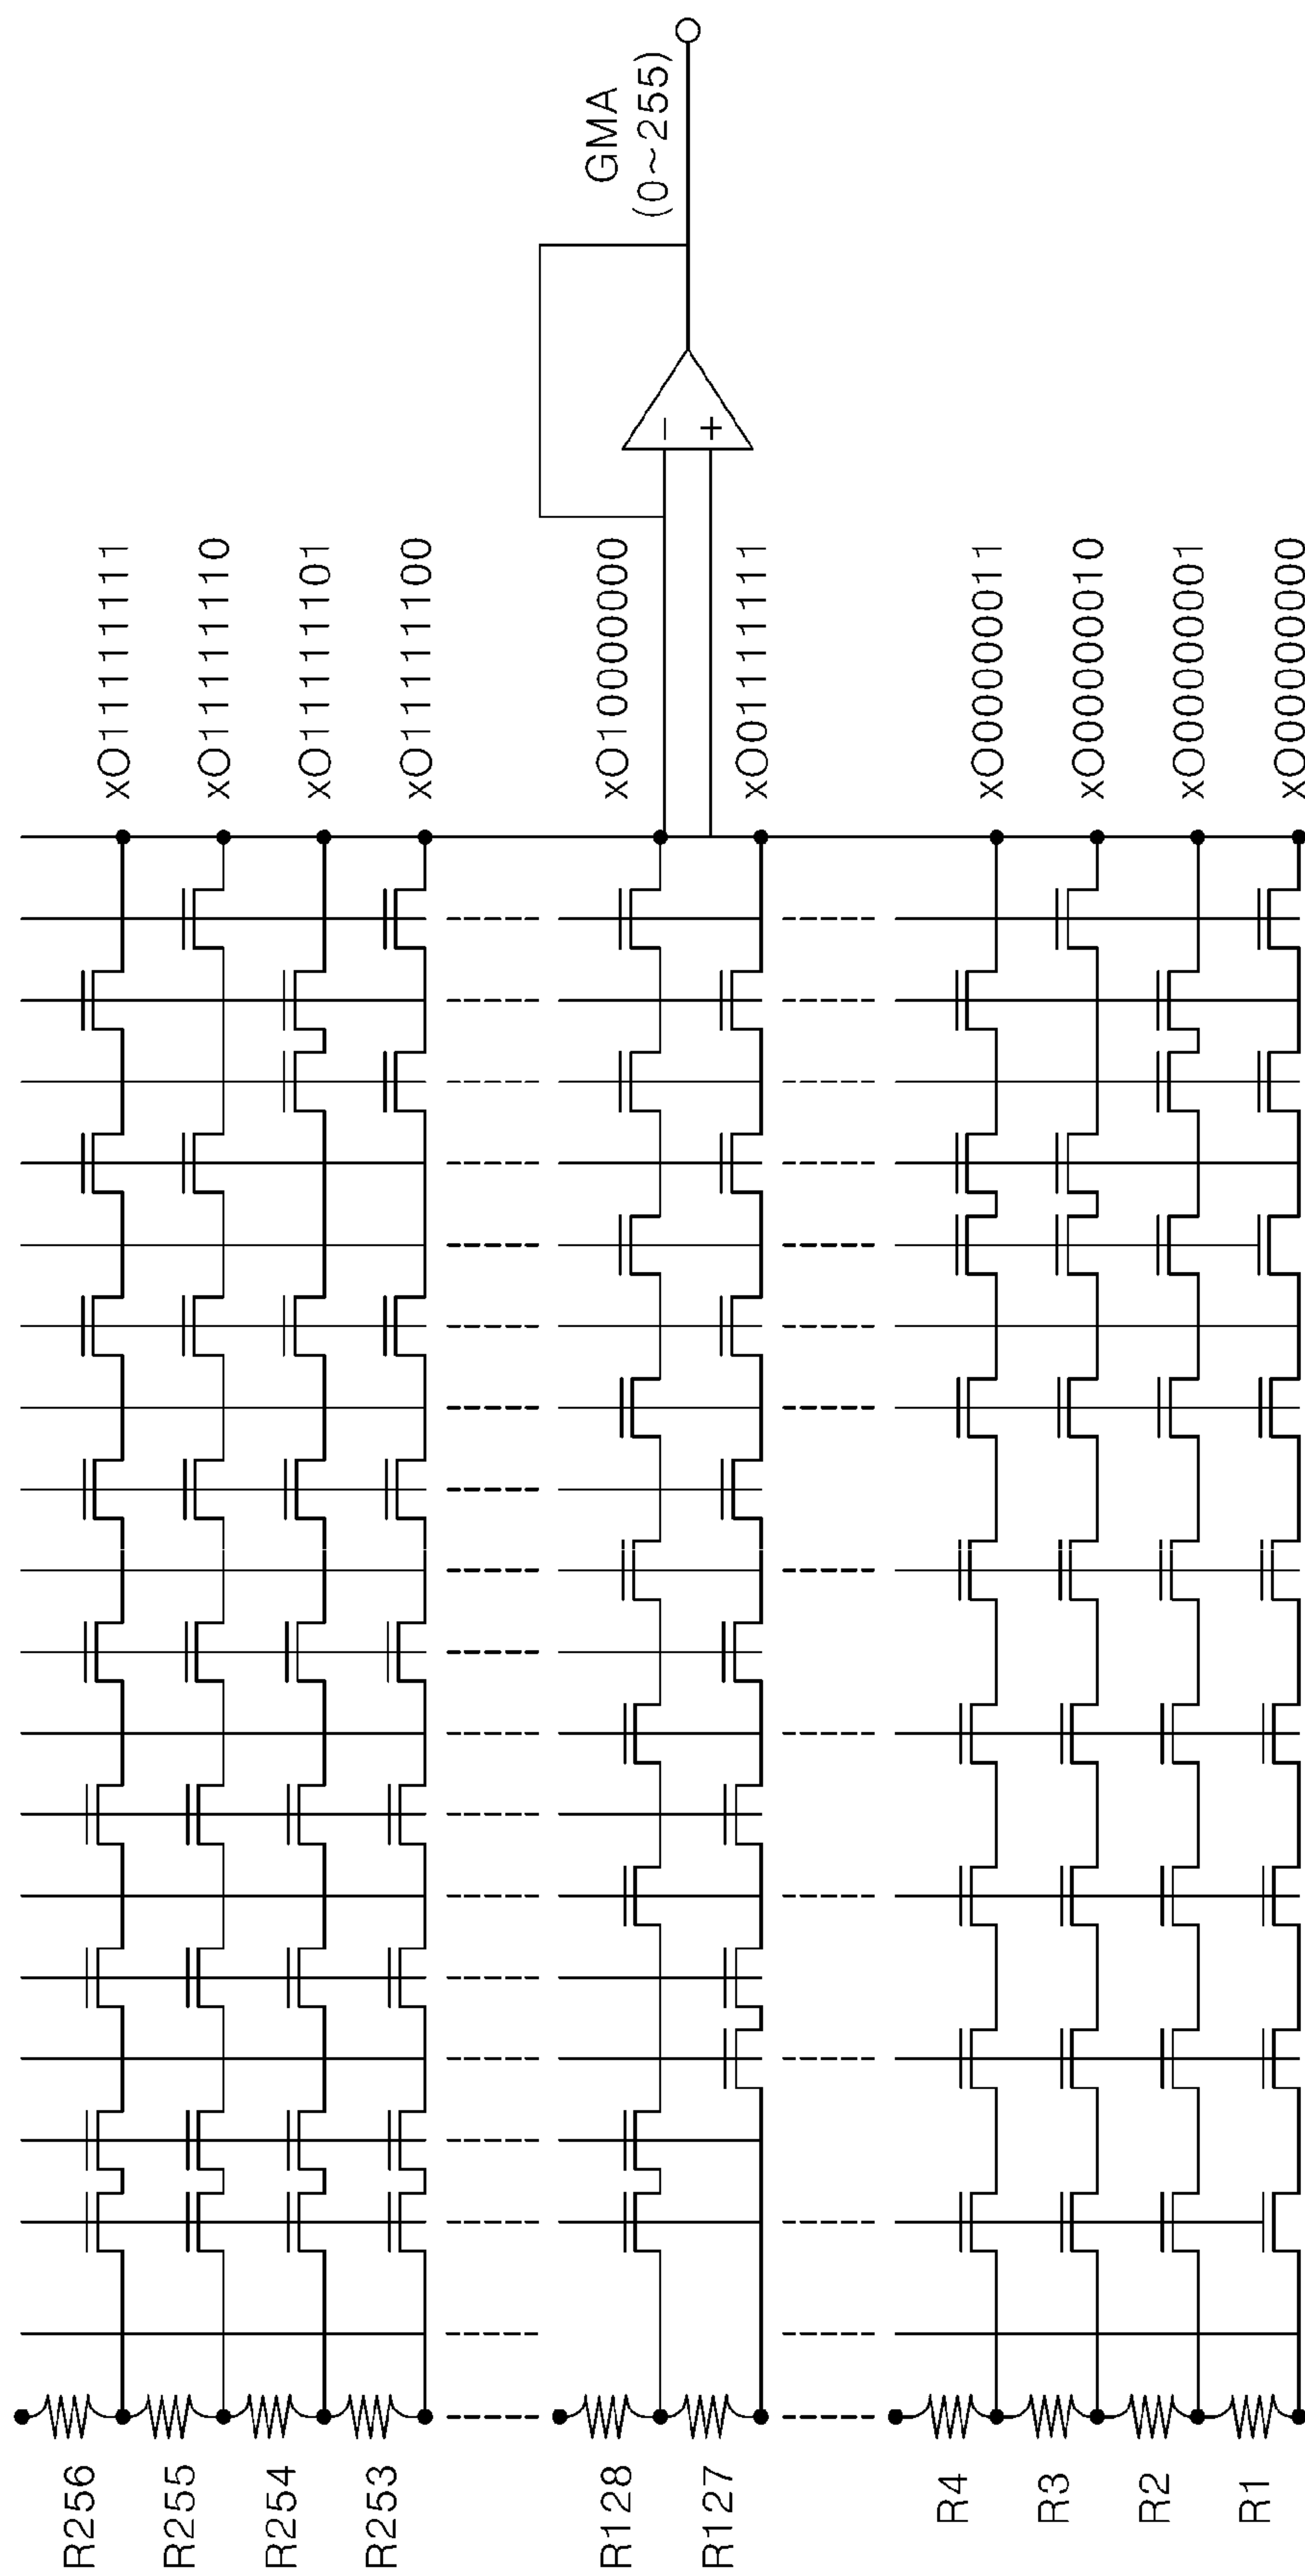 R256
xO11111111
R255
xO11111110
R254
xO11111101
R253
xO11111100
R128
xO10000000
GMA
(0~255)
−
+
R127
xO01111111
R4
xO00000011
R3
xO00000010
R2
xO00000001
R1
xO00000000